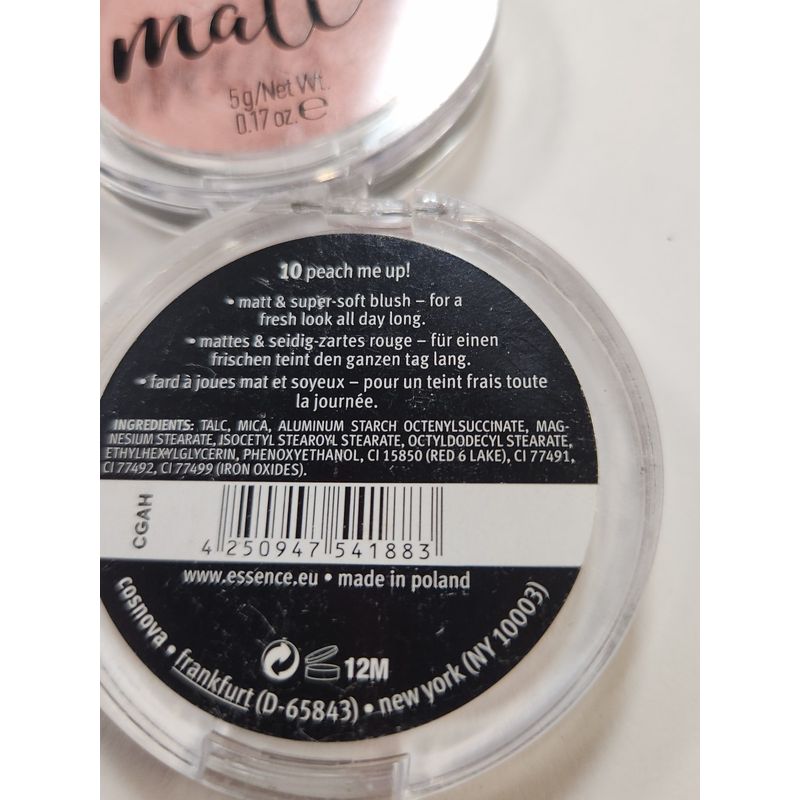 matt
5g/Net Wt.
0.17 oz. ℮
10 peach me up!
• matt & super-soft blush – for a
fresh look all day long.
• mattes & seidig-zartes rouge – für einen
frischen teint den ganzen tag lang.
• fard à joues mat et soyeux – pour un teint frais toute
la journée.
INGREDIENTS: TALC, MICA, ALUMINUM STARCH OCTENYLSUCCINATE, MAG-
NESIUM STEARATE, ISOCETYL STEAROYL STEARATE, OCTYLDODECYL STEARATE,
ETHYLHEXYLGLYCERIN, PHENOXYETHANOL, CI 15850 (RED 6 LAKE), CI 77491,
CI 77492, CI 77499 (IRON OXIDES).
CGAH
4 250947 541883
www.essence.eu • made in poland
12M
cosnova • frankfurt (D-65843) • new york (NY 10003)